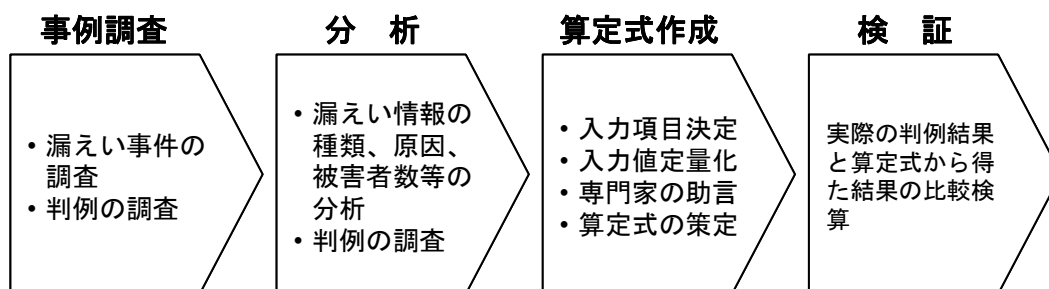 事例調査
・漏えい事件の
調査
・判例の調査
分　析
・漏えい情報の
種類、原因、
被害者数等の
分析
・判例の調査
算定式作成
・入力項目決定
・入力値定量化
・専門家の助言
・算定式の策定
検　証
実際の判例結果
と算定式から得
た結果の比較検
算